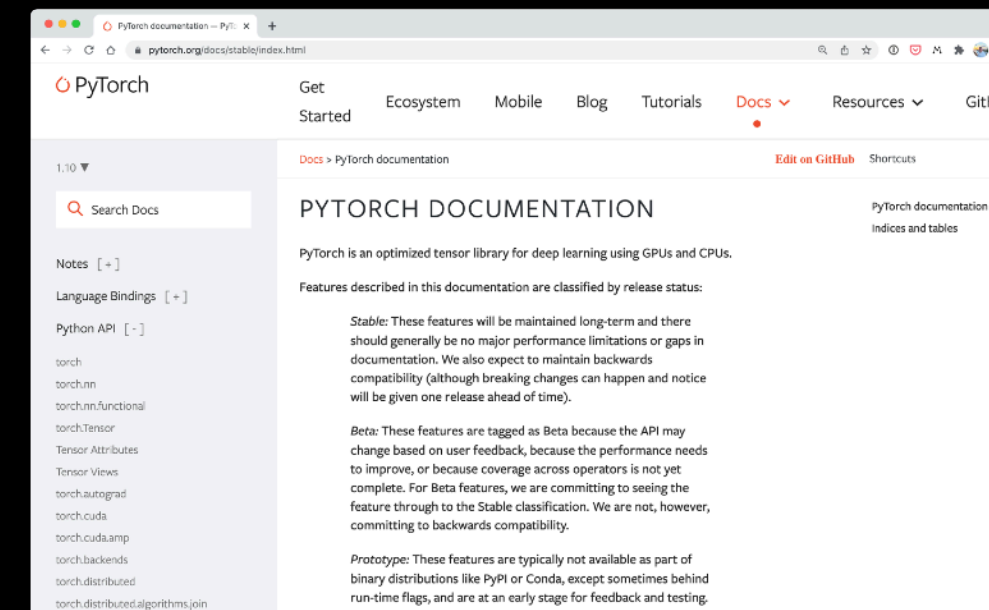 PyTorch documentation — PyT
pytorch.org/docs/stable/index.html
PyTorch
Get Started
Ecosystem
Mobile
Blog
Tutorials
Docs
Resources
1.10 ▼
Search Docs
Notes [ + ]
Language Bindings [ + ]
Python API [ - ]
torch
torch.nn
torch.nn.functional
torch.Tensor
Tensor Attributes
Tensor Views
torch.autograd
torch.cuda
torch.cuda.amp
torch.backends
torch.distributed
torch.distributed.algorithms.join
Docs > PyTorch documentation
Edit on GitHub
Shortcuts
PYTORCH DOCUMENTATION
PyTorch is an optimized tensor library for deep learning using GPUs and CPUs.
Features described in this documentation are classified by release status:
Stable: These features will be maintained long-term and there
should generally be no major performance limitations or gaps in
documentation. We also expect to maintain backwards
compatibility (although breaking changes can happen and notice
will be given one release ahead of time).
Beta: These features are tagged as Beta because the API may
change based on user feedback, because the performance needs
to improve, or because coverage across operators is not yet
complete. For Beta features, we are committing to seeing the
feature through to the Stable classification. We are not, however,
committing to backwards compatibility.
Prototype: These features are typically not available as part of
binary distributions like PyPI or Conda, except sometimes behind
run-time flags, and are at an early stage for feedback and testing.
PyTorch documentation
Indices and tables